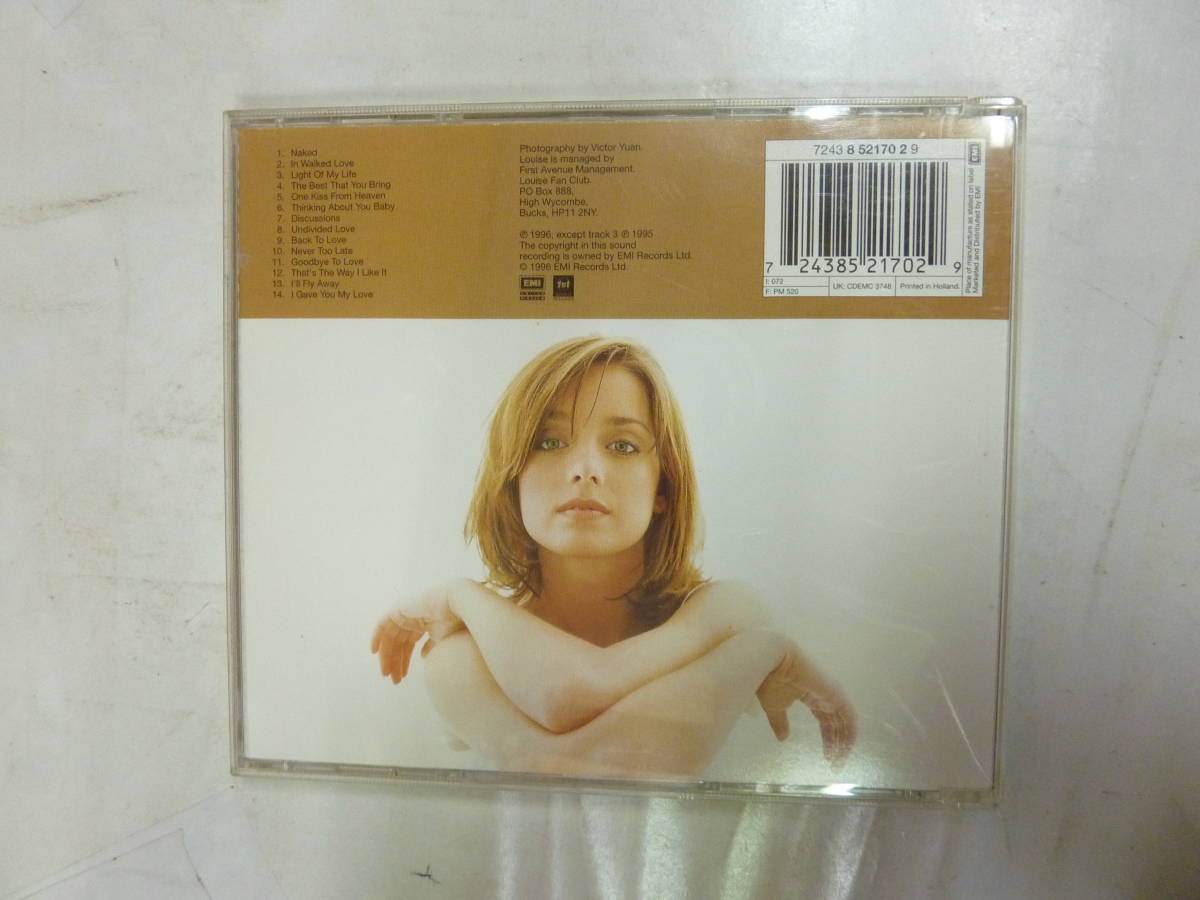 1. Naked
2. In Walked Love
3. Light Of My Life
4. The Best That You Bring
5. One Kiss From Heaven
6. Thinking About You Baby
7. Discussions
8. Undivided Love
9. Back To Love
10. Never Too Late
11. Goodbye To Love
12. That's The Way I Like It
13. I'll Fly Away
14. I Gave You My Love
Photography by Victor Yuan.
Louise is managed by
First Avenue Management.
Louise Fan Club.
PO Box 888,
High Wycombe,
Bucks, HP11 2NY.
℗ 1996, except track 3 ℗ 1995
The copyright in this sound
recording is owned by EMI Records Ltd.
© 1996 EMI Records Ltd.
EMI
fsf
7243 8 52170 2 9
7 24385 21702 9
I: 072
F: PM 520
UK: CDEMC 3748
Printed in Holland.
EMI
Place of manufacture as stated on label
Marketed and Distributed by EMI